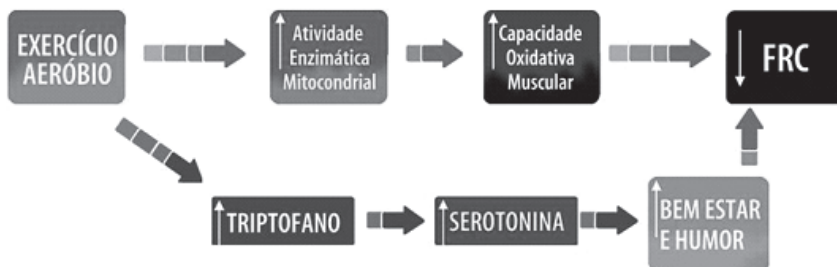 EXERCÍCIO
AERÓBIO
Atividade
Enzimática
Mitocondrial
Capacidade
Oxidativa
Muscular
FRC
TRIPTOFANO
SEROTONINA
BEM ESTAR
E HUMOR